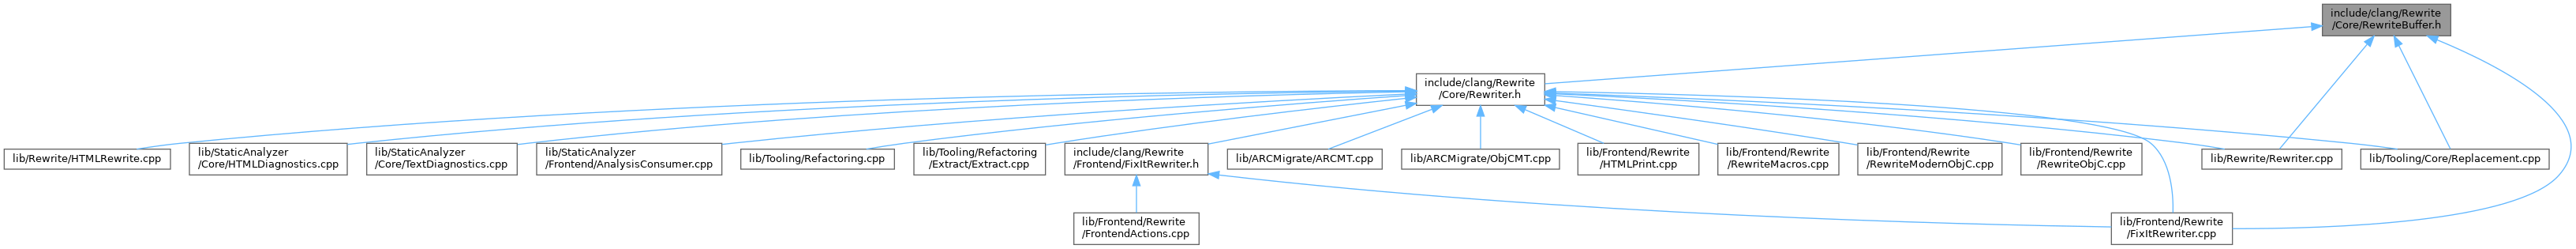 include/clang/Rewrite
/Core/RewriteBuffer.h
include/clang/Rewrite
/Core/Rewriter.h
lib/Rewrite/HTMLRewrite.cpp
lib/StaticAnalyzer
/Core/HTMLDiagnostics.cpp
lib/StaticAnalyzer
/Core/TextDiagnostics.cpp
lib/StaticAnalyzer
/Frontend/AnalysisConsumer.cpp
lib/Tooling/Refactoring.cpp
lib/Tooling/Refactoring
/Extract/Extract.cpp
include/clang/Rewrite
/Frontend/FixItRewriter.h
lib/ARCMigrate/ARCMT.cpp
lib/ARCMigrate/ObjCMT.cpp
lib/Frontend/Rewrite
/HTMLPrint.cpp
lib/Frontend/Rewrite
/RewriteMacros.cpp
lib/Frontend/Rewrite
/RewriteModernObjC.cpp
lib/Frontend/Rewrite
/RewriteObjC.cpp
lib/Rewrite/Rewriter.cpp
lib/Tooling/Core/Replacement.cpp
lib/Frontend/Rewrite
/FrontendActions.cpp
lib/Frontend/Rewrite
/FixItRewriter.cpp